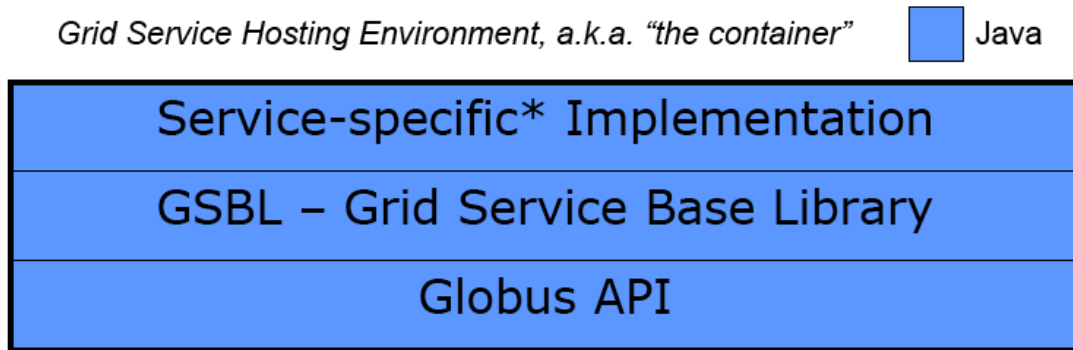 Grid Service Hosting Environment, a.k.a. “the container”
Java
Service-specific* Implementation
GSBL – Grid Service Base Library
Globus API